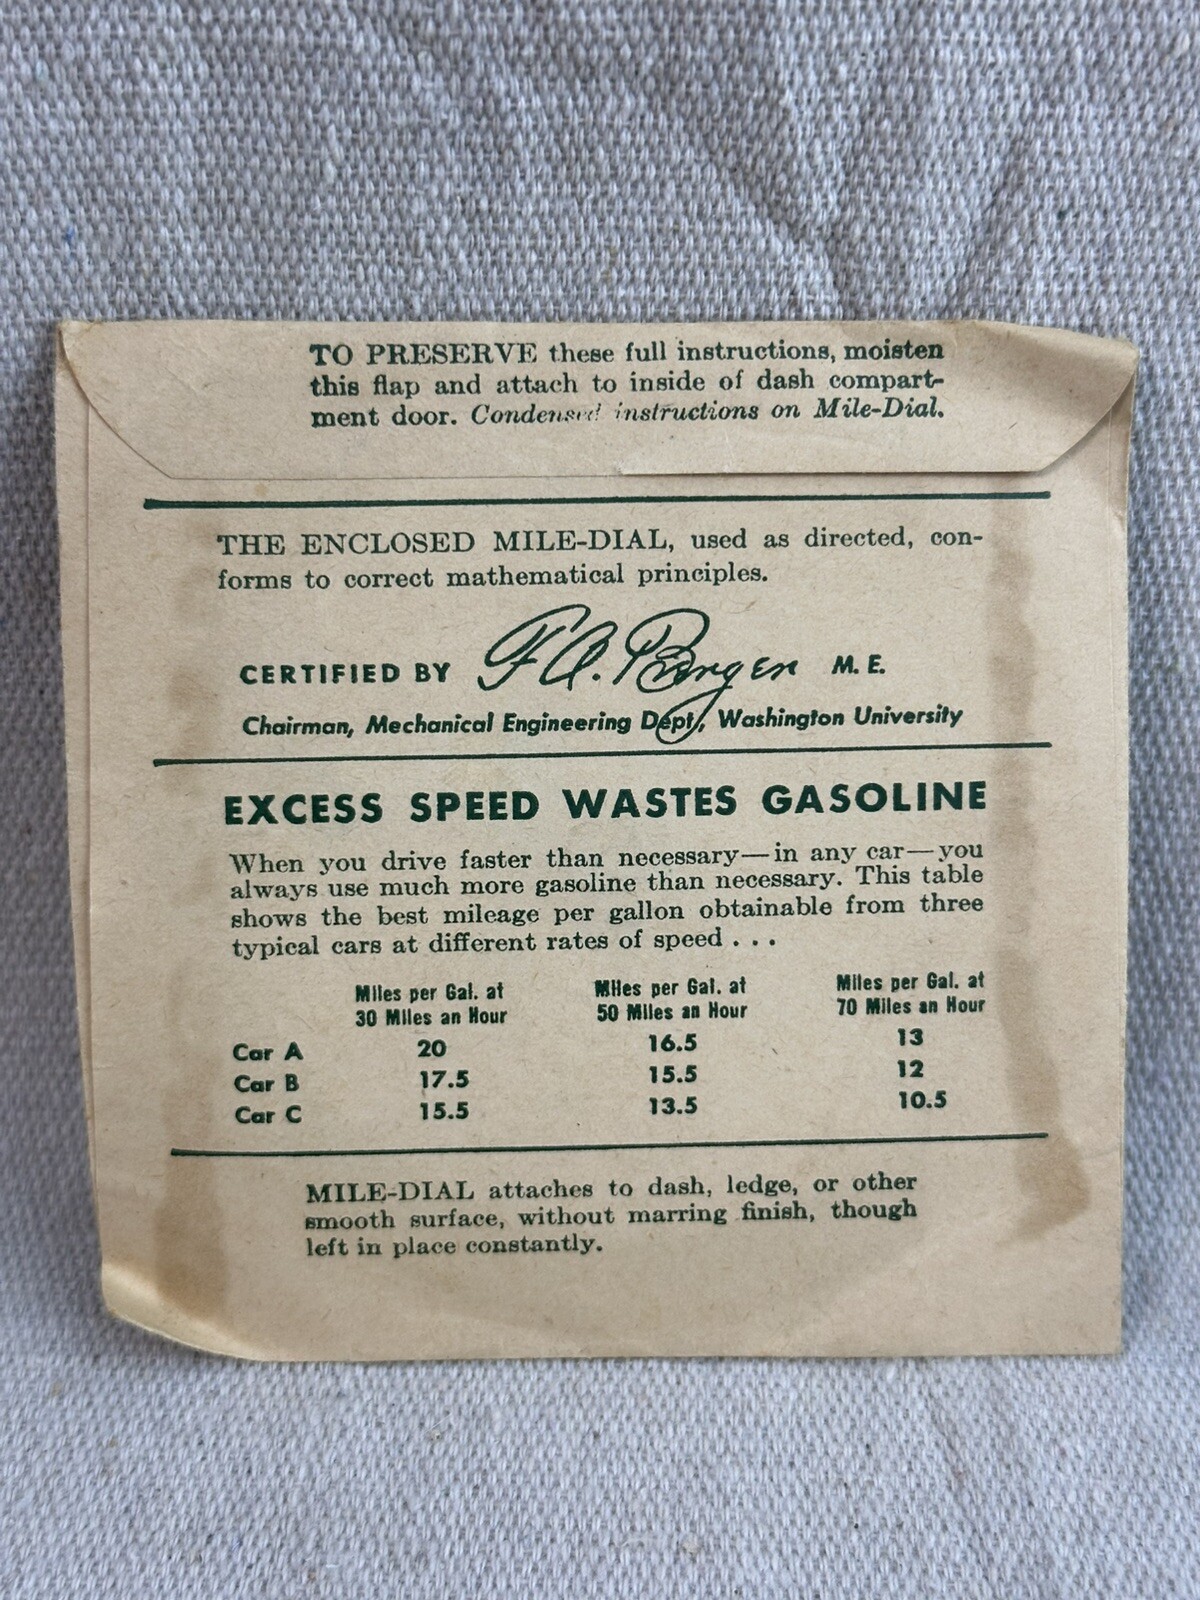 TO PRESERVE these full instructions, moisten
this flap and attach to inside of dash compart-
ment door. Condensed instructions on Mile-Dial.
THE ENCLOSED MILE-DIAL, used as directed, con-
forms to correct mathematical principles.
CERTIFIED BY F.A. Berger M. E.
Chairman, Mechanical Engineering Dept., Washington University
EXCESS SPEED WASTES GASOLINE
When you drive faster than necessary—in any car—you
always use much more gasoline than necessary. This table
shows the best mileage per gallon obtainable from three
typical cars at different rates of speed . . .
Miles per Gal. at Miles per Gal. at Miles per Gal. at
30 Miles an Hour 50 Miles an Hour 70 Miles an Hour
Car A 20 16.5 13
Car B 17.5 15.5 12
Car C 15.5 13.5 10.5
MILE-DIAL attaches to dash, ledge, or other
smooth surface, without marring finish, though
left in place constantly.